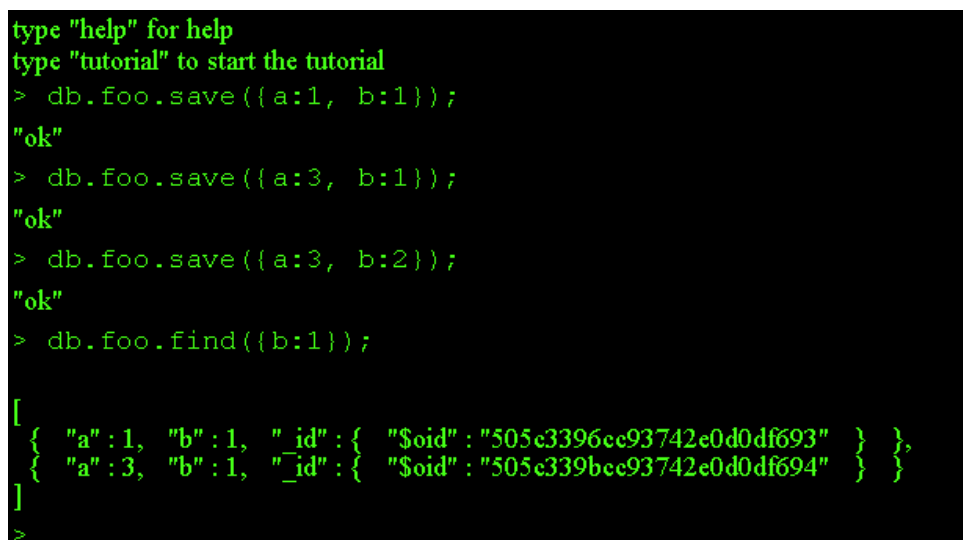 type "help" for help
type "tutorial" to start the tutorial
> db.foo.save({a:1, b:1});
"ok"
> db.foo.save({a:3, b:1});
"ok"
> db.foo.save({a:3, b:2});
"ok"
> db.foo.find({b:1});
[
{ "a" : 1, "b" : 1, "_id" : { "$oid" : "505c3396cc93742e0d0df693" } },
{ "a" : 3, "b" : 1, "_id" : { "$oid" : "505c339bcc93742e0d0df694" } }
]
>